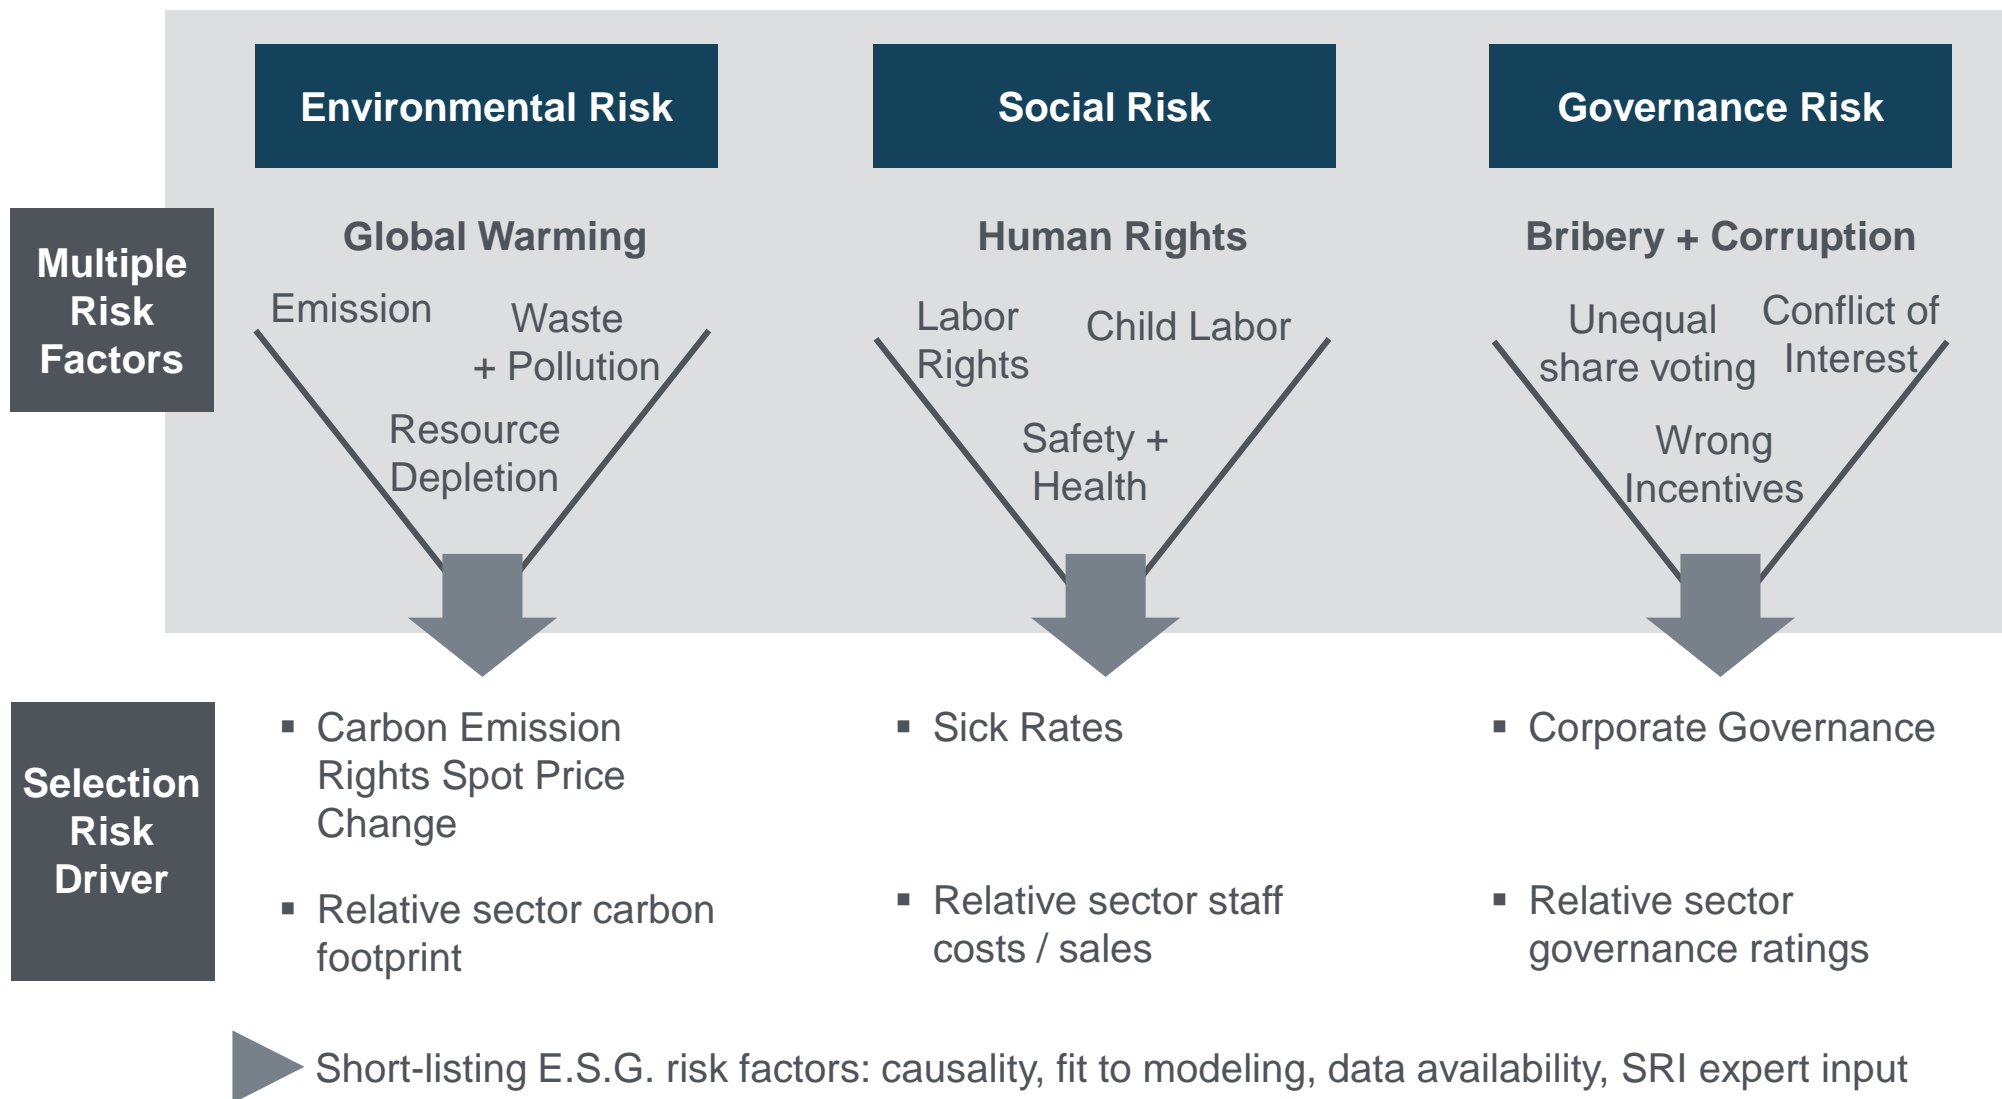 Environmental Risk
Social Risk
Governance Risk
Multiple
Risk
Factors
Global Warming
Emission
Waste
+ Pollution
Resource
Depletion
Human Rights
Labor
Rights
Child Labor
Safety +
Health
Bribery + Corruption
Unequal
share voting
Conflict of
Interest
Wrong
Incentives
Selection
Risk
Driver
▪ Carbon Emission
Rights Spot Price
Change
▪ Relative sector carbon
footprint
▪ Sick Rates
▪ Relative sector staff
costs / sales
▪ Corporate Governance
▪ Relative sector
governance ratings
Short-listing E.S.G. risk factors: causality, fit to modeling, data availability, SRI expert input